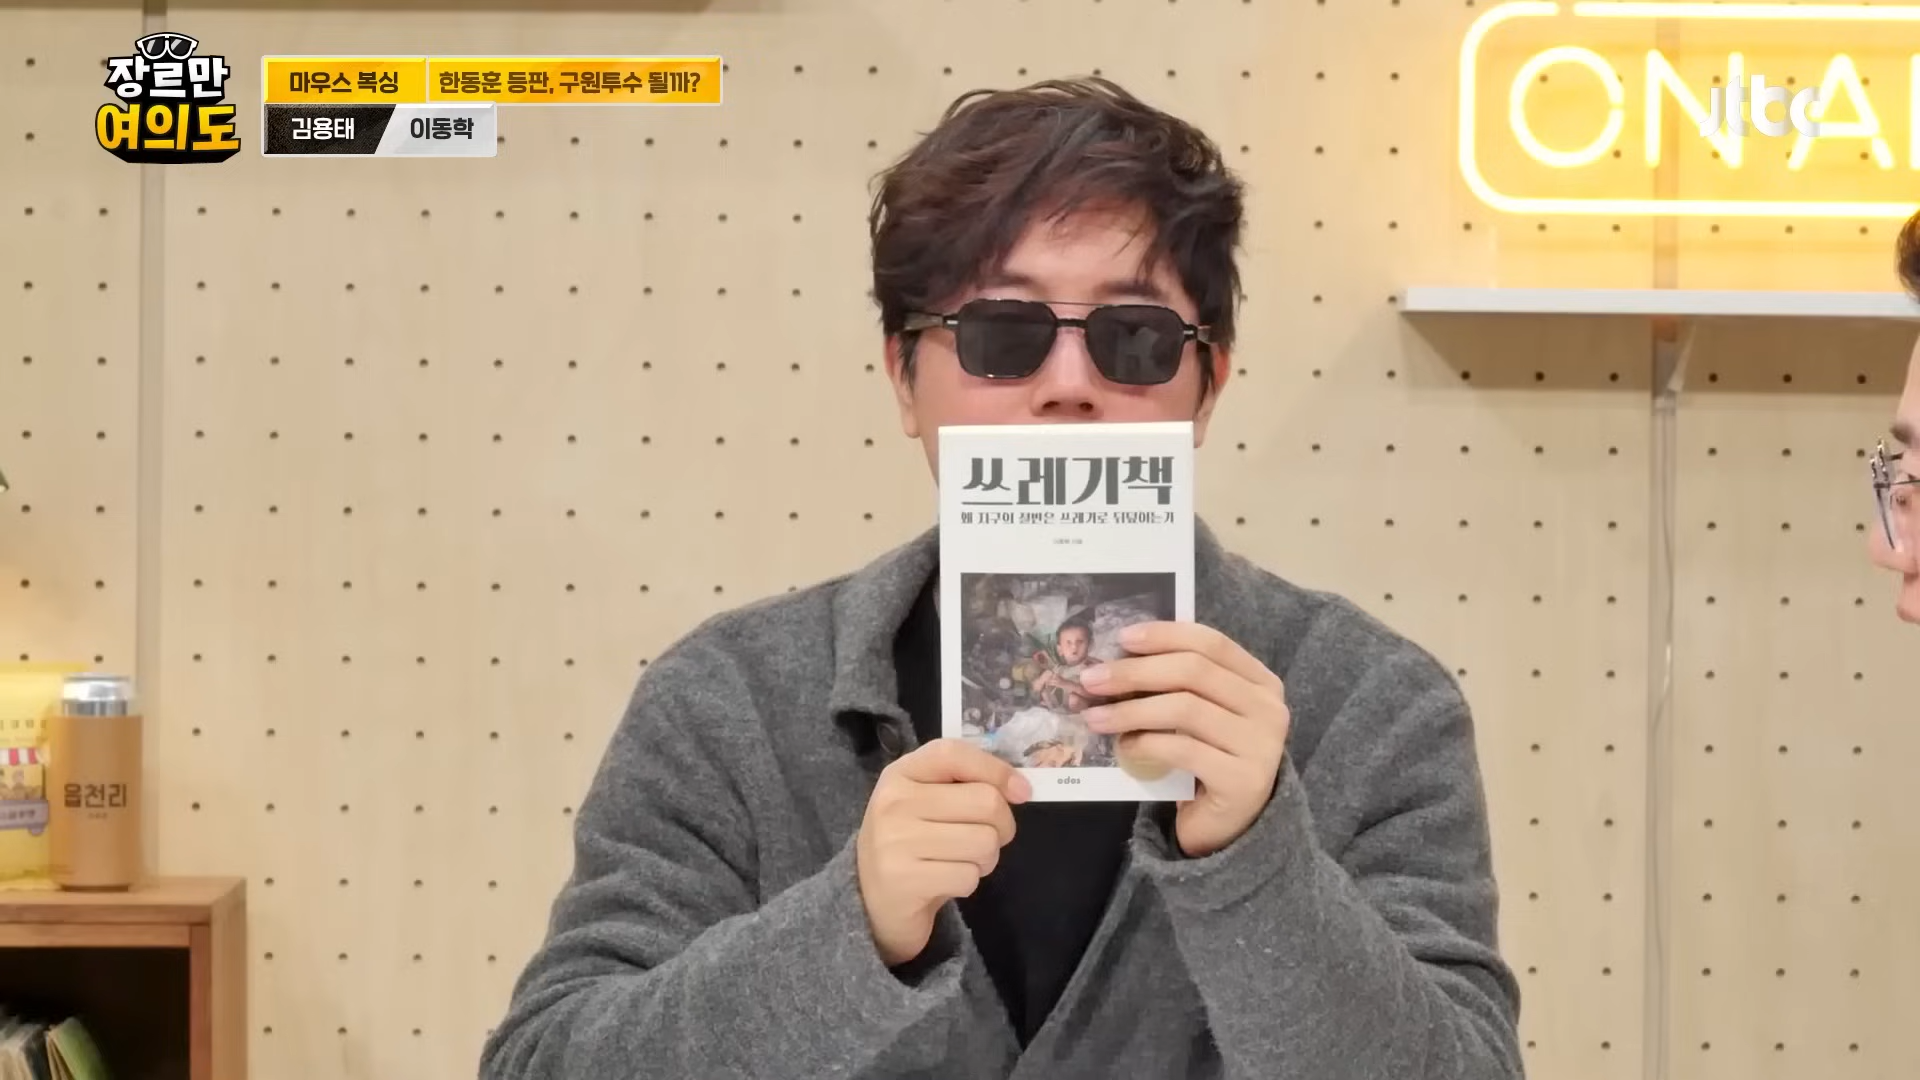 장르만
여의도
마우스 복싱
한동훈 등판, 구원투수 될까?
김용태
이동학
ON A
jtbc
쓰레기책
왜 지구의 절반은 쓰레기로 뒤덮이는가
odos
읍천리